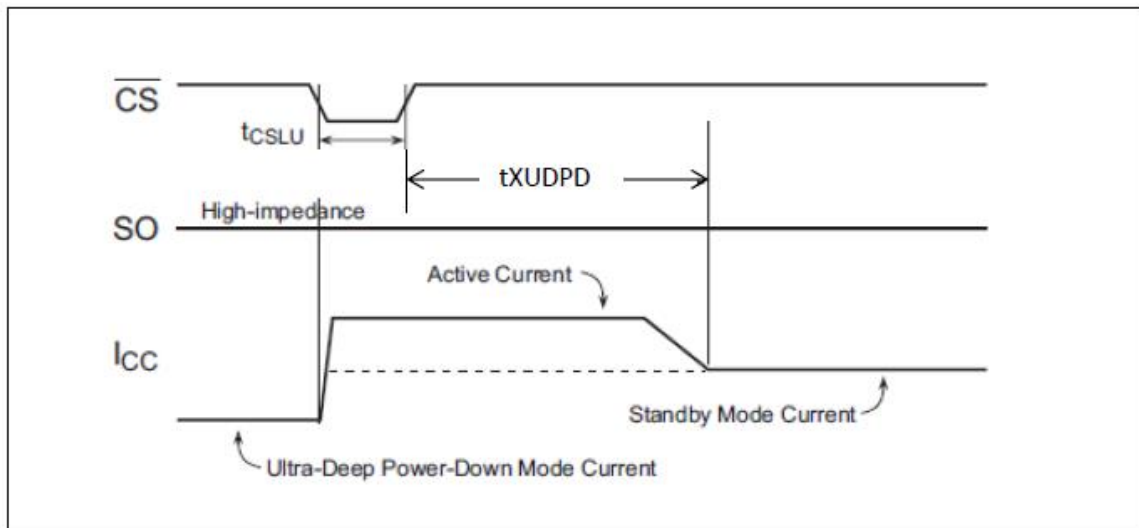 CS
tCSLU
tXUDPD
High-impedance
SO
Active Current
ICC
Standby Mode Current
Ultra-Deep Power-Down Mode Current